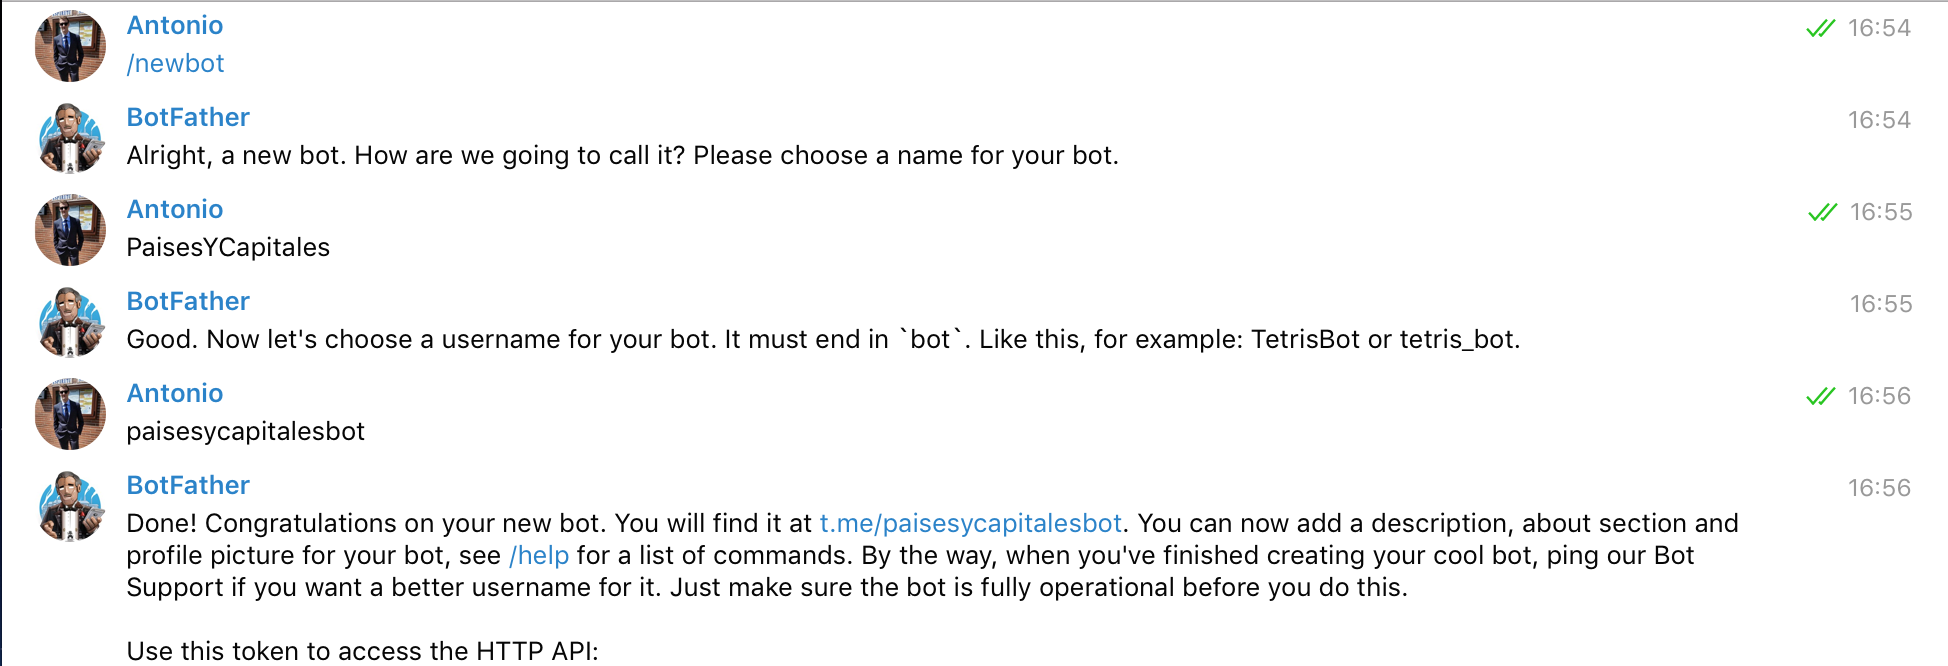 Antonio
16:54
/newbot
BotFather
16:54
Alright, a new bot. How are we going to call it? Please choose a name for your bot.
Antonio
16:55
PaisesYCapitales
BotFather
16:55
Good. Now let's choose a username for your bot. It must end in `bot`. Like this, for example: TetrisBot or tetris_bot.
Antonio
16:56
paisesycapitalesbot
BotFather
16:56
Done! Congratulations on your new bot. You will find it at t.me/paisesycapitalesbot. You can now add a description, about section and
profile picture for your bot, see /help for a list of commands. By the way, when you've finished creating your cool bot, ping our Bot
Support if you want a better username for it. Just make sure the bot is fully operational before you do this.
Use this token to access the HTTP API: